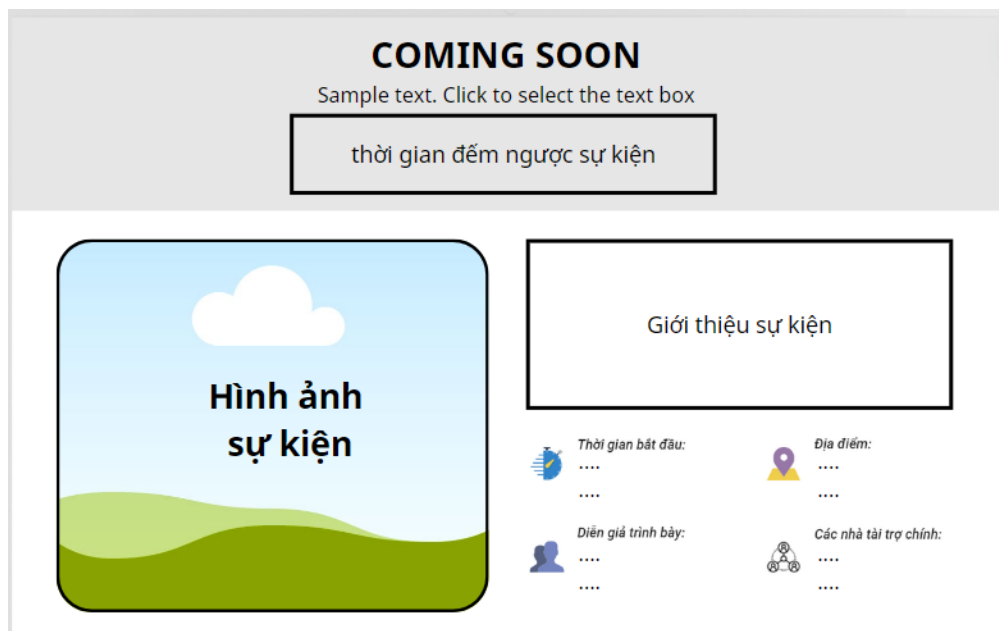 COMING SOON
Sample text. Click to select the text box
thời gian đếm ngược sự kiện
Hình ảnh
sự kiện
Giới thiệu sự kiện
Thời gian bắt đầu:
....
....
Địa điểm:
....
....
Diễn giả trình bày:
....
....
Các nhà tài trợ chính:
....
....